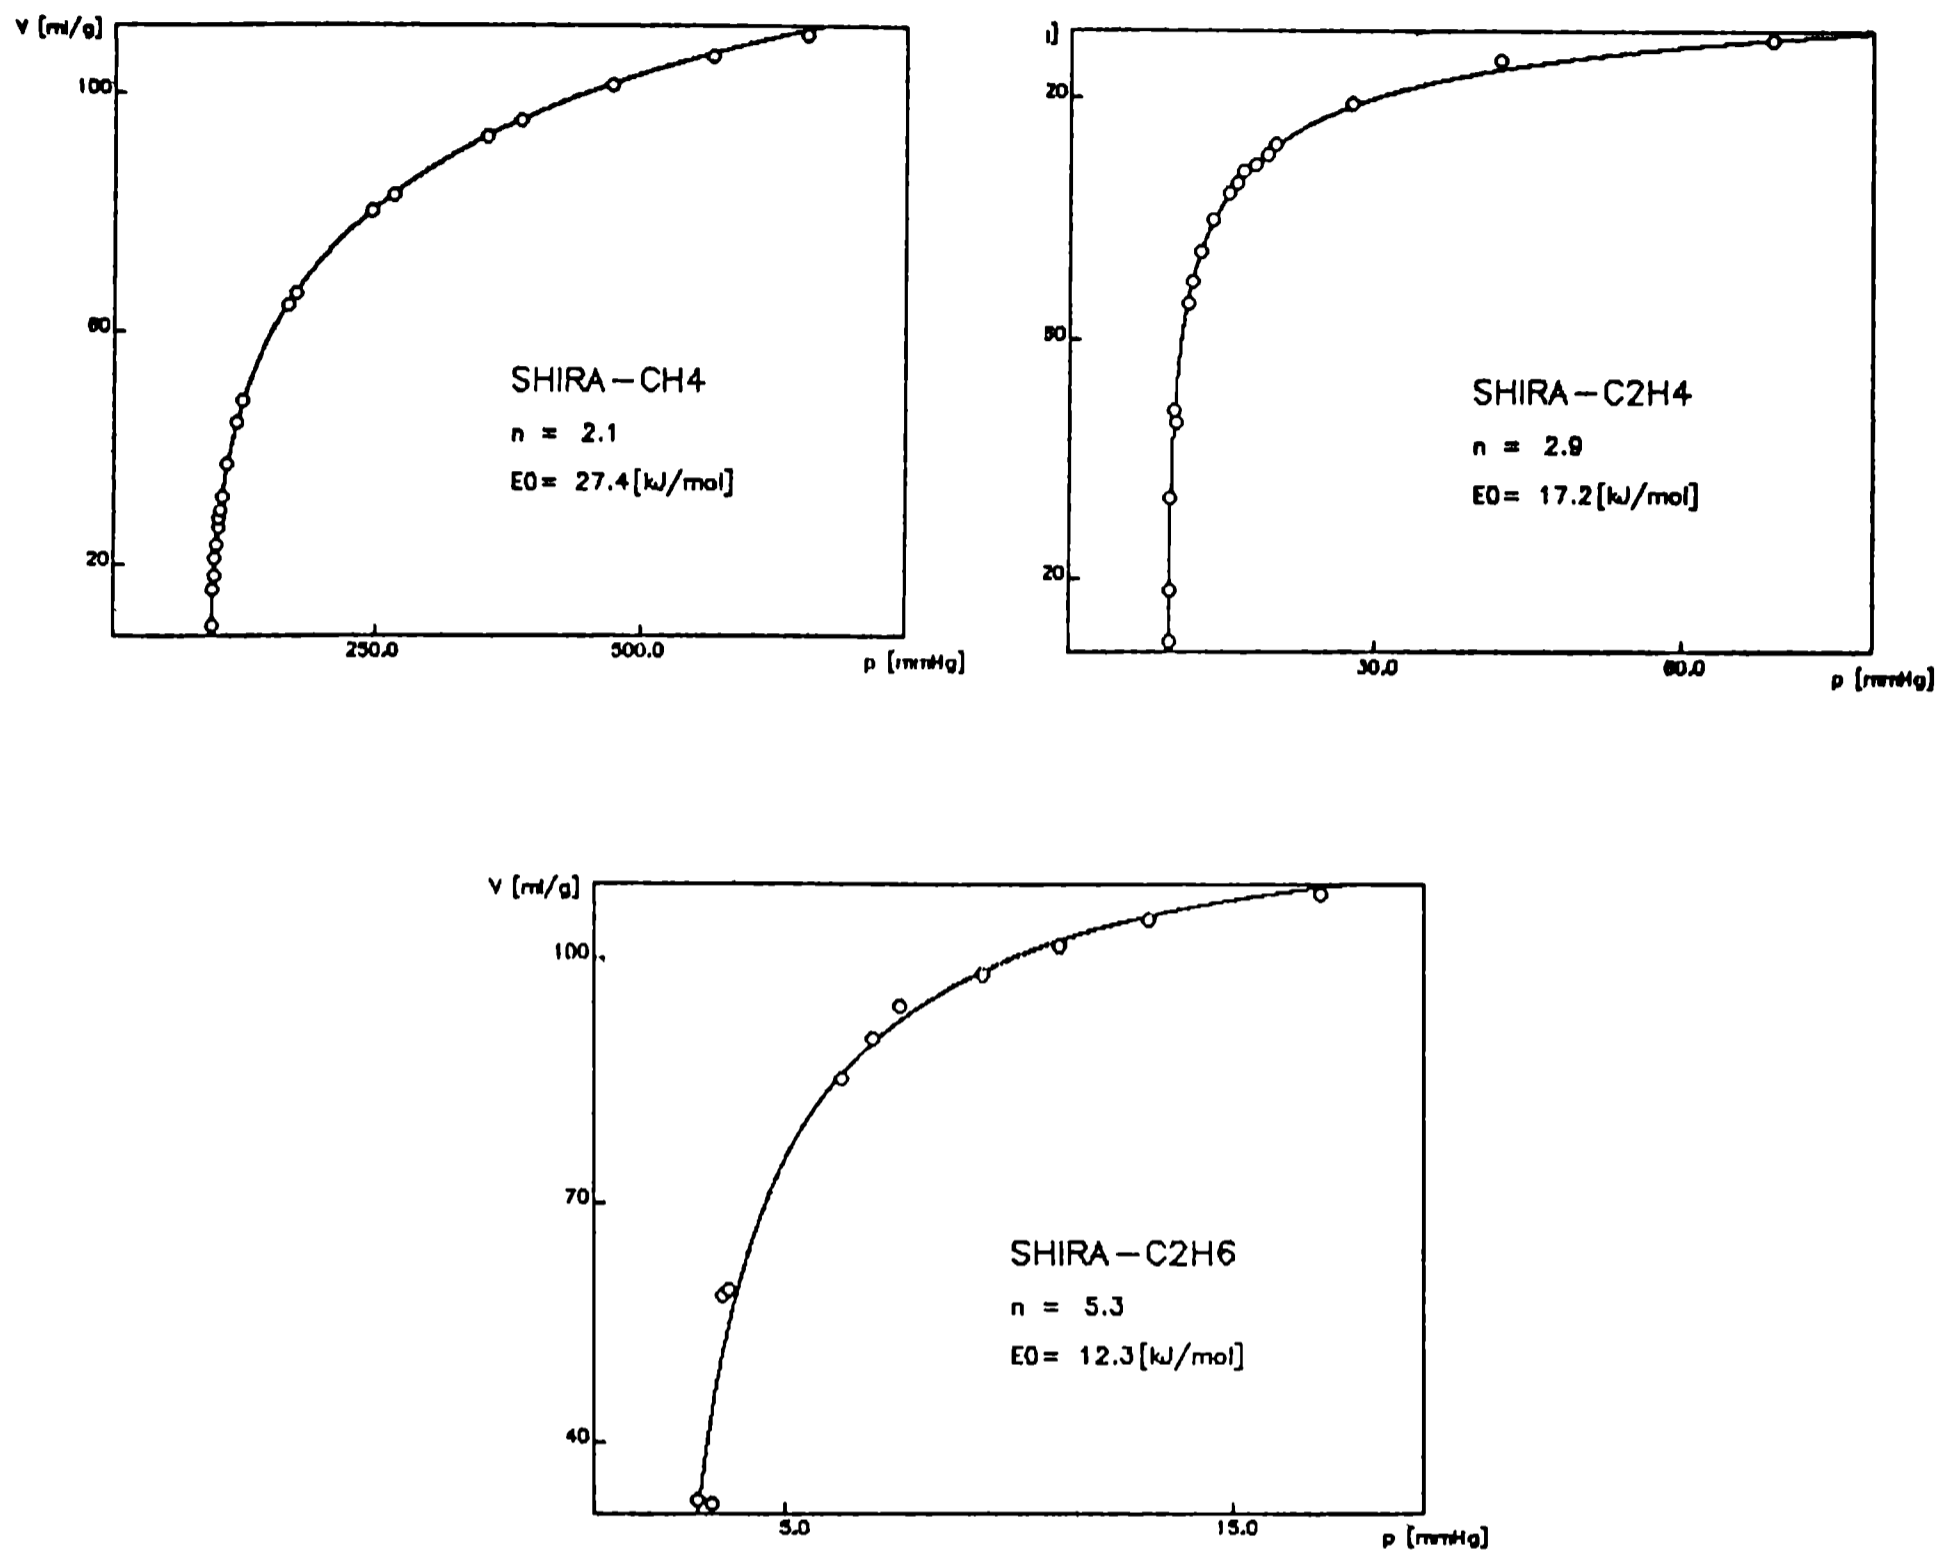 V [ml/g]
100
60
20
250.0
500.0
p [mmHg]
SHIRA-CH4
n = 2.1
E0= 27.4[kJ/mol]
]
20
20
60.0
p [mmHg]
SHIRA-C2H4
n = 2.9
E0= 17.2[kJ/mol]
V [ml/g]
100
70
40
5.0
15.0
p [mmHg]
SHIRA-C2H6
n = 5.3
E0= 12.3[kJ/mol]